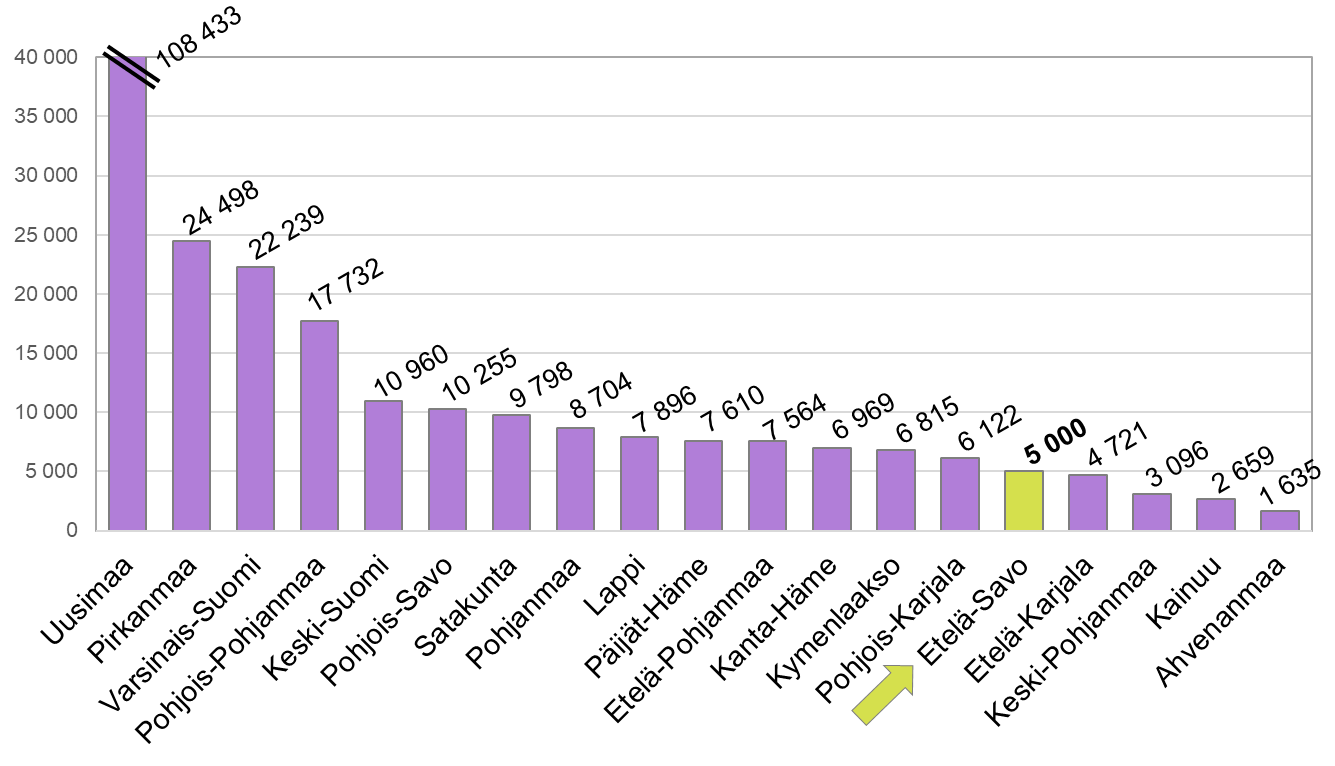 108 433
40 000
35 000
30 000
25 000
20 000
15 000
10 000
5 000
0
24 498
22 239
17 732
10 960
10 255
9 798
8 704
7 896
7 610
7 564
6 969
6 815
6 122
5 000
4 721
3 096
2 659
1 635
Uusimaa
Pirkanmaa
Varsinais-Suomi
Pohjois-Pohjanmaa
Keski-Suomi
Pohjois-Savo
Satakunta
Pohjanmaa
Lappi
Päijät-Häme
Etelä-Pohjanmaa
Kanta-Häme
Kymenlaakso
Pohjois-Karjala
Etelä-Savo
Etelä-Karjala
Keski-Pohjanmaa
Kainuu
Ahvenanmaa